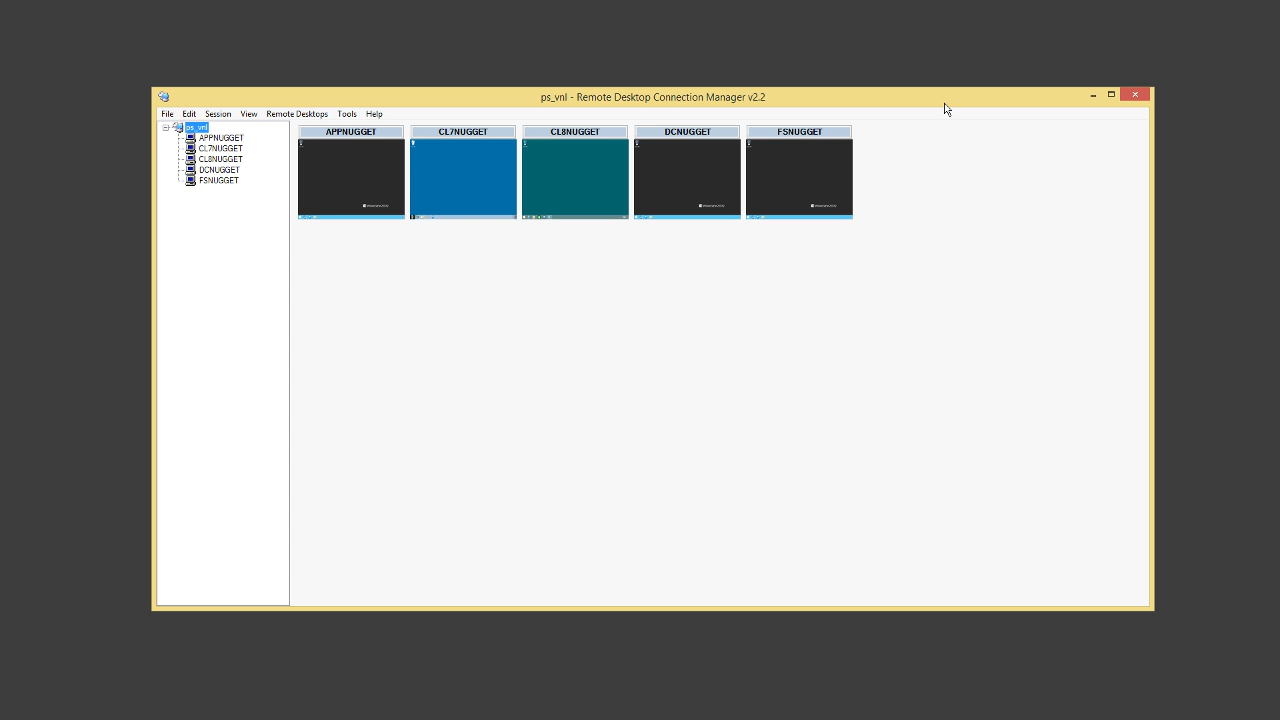 ps_vnl - Remote Desktop Connection Manager v2.2
File Edit Session View Remote Desktops Tools Help
ps_vnl
APPNUGGET
CL7NUGGET
CL8NUGGET
DCNUGGET
FSNUGGET
APPNUGGET CL7NUGGET CL8NUGGET DCNUGGET FSNUGGET